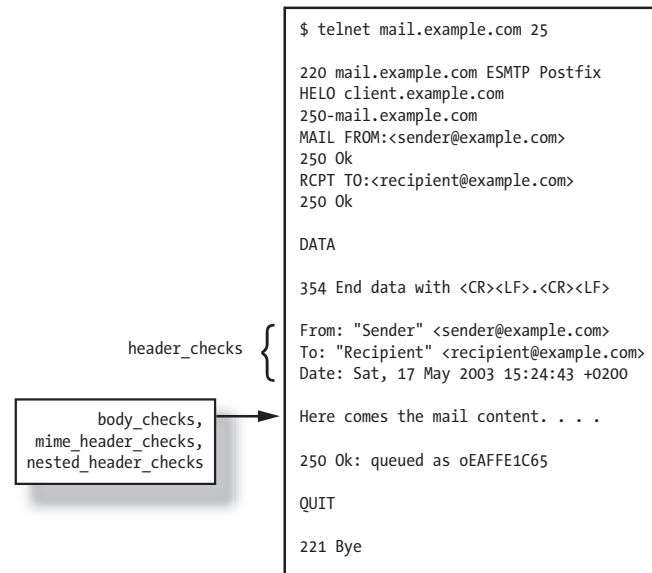 $ telnet mail.example.com 25
220 mail.example.com ESMTP Postfix
HELO client.example.com
250-mail.example.com
MAIL FROM:<sender@example.com>
250 Ok
RCPT TO:<recipient@example.com>
250 Ok
DATA
354 End data with <CR><LF>.<CR><LF>
header_checks
From: "Sender" <sender@example.com>
To: "Recipient" <recipient@example.com>
Date: Sat, 17 May 2003 15:24:43 +0200
body_checks,
mime_header_checks,
nested_header_checks
Here comes the mail content. . . .
250 Ok: queued as 0EAFFE1C65
QUIT
221 Bye